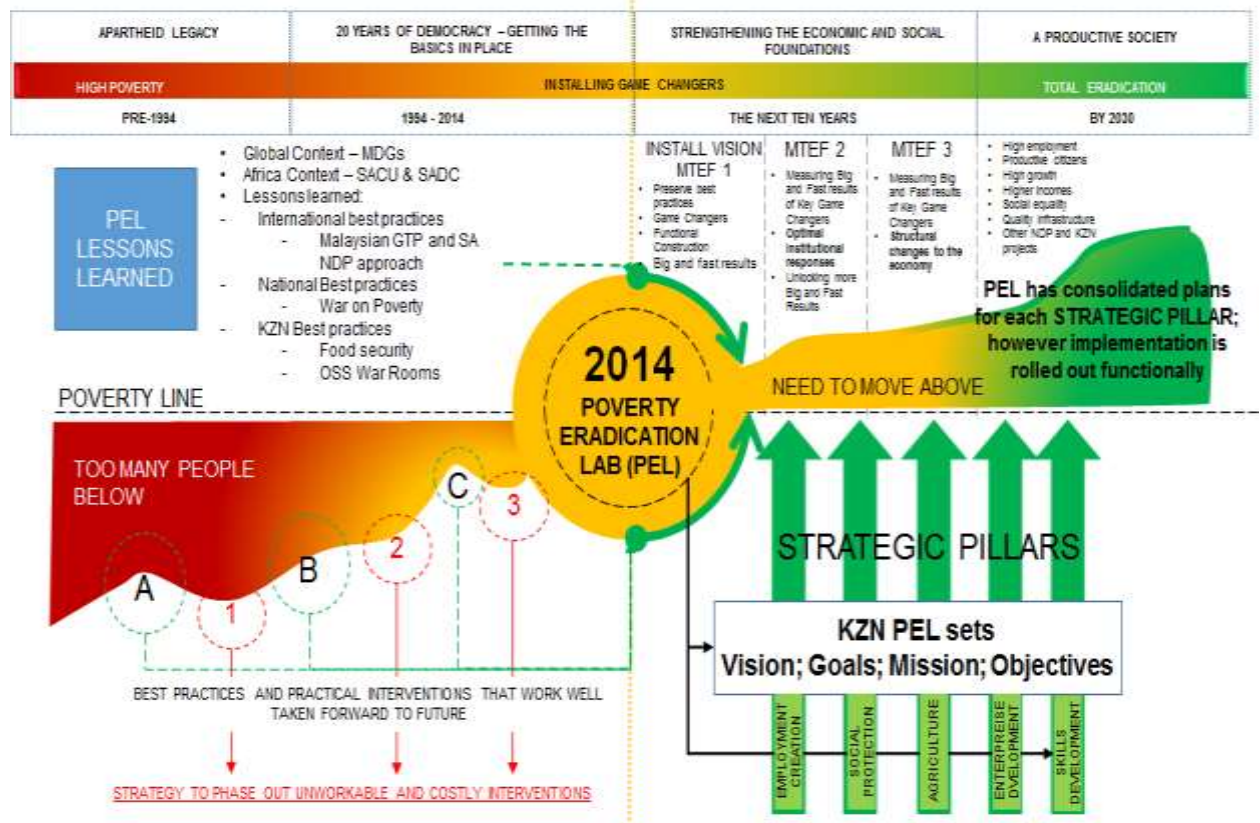 APARTHEID LEGACY
20 YEARS OF DEMOCRACY – GETTING THE
BASICS IN PLACE
STRENGTHENING THE ECONOMIC AND SOCIAL
FOUNDATIONS
A PRODUCTIVE SOCIETY
HIGH POVERTY
INSTALLING GAME CHANGERS
TOTAL ERADICATION
PRE-1994
1994 - 2014
THE NEXT TEN YEARS
BY 2030
PEL
LESSONS
LEARNED
• Global Context – MDGs
• Africa Context – SACU & SADC
• Lessons learned:
- International best practices
- Malaysian GTP and SA
NDP approach
- National Best practices
- War on Poverty
- KZN Best practices
- Food security
- OSS War Rooms
INSTALL VISION
MTEF 1
• Preserve best
practices
• Game Changers
• Functional
Construction
• Big and fast results
MTEF 2
• Measuring Big
and Fast results
of Key Game
Changers
• Optimal
Institutional
responses
• Unlocking more
Big and Fast
Results
MTEF 3
• Measuring Big
and Fast results
of Key Game
Changers
• Structural
changes to the
economy
• High employment
• Productive citizens
• High growth
• Higher incomes
• Social equality
• Quality infrastructure
• Other NDP and KZN
projects
PEL has consolidated plans
for each STRATEGIC PILLAR;
however implementation is
rolled out functionally
2014
POVERTY
ERADICATION
LAB (PEL)
NEED TO MOVE ABOVE
POVERTY LINE
TOO MANY PEOPLE
BELOW
A
1
B
2
C
3
STRATEGIC PILLARS
KZN PEL sets
Vision; Goals; Mission; Objectives
BEST PRACTICES AND PRACTICAL INTERVENTIONS THAT WORK WELL
TAKEN FORWARD TO FUTURE
STRATEGY TO PHASE OUT UNWORKABLE AND COSTLY INTERVENTIONS
EMPLOYMENT
CREATION
SOCIAL
PROTECTION
AGRICULTURE
ENTERPREISE
DVELOPMENT
SKILLS
DEVELOPMENT